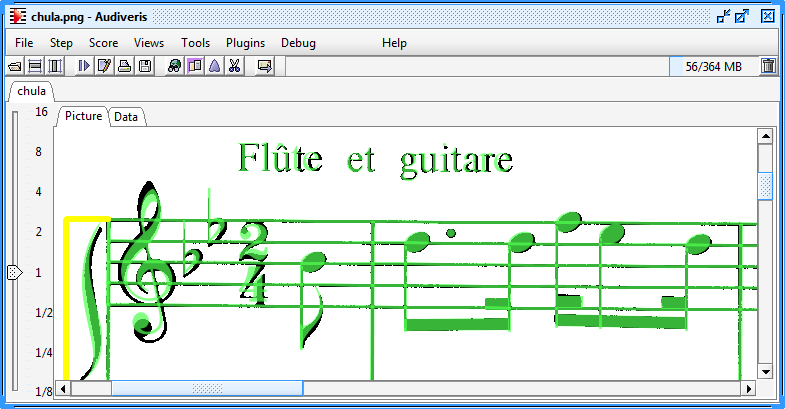 chula.png - Audiveris
File Step Score Views Tools Plugins Debug Help
56/364 MB
chula
16
8
4
2
1
1/2
1/4
1/8
Picture Data
Flûte et guitare
2
4